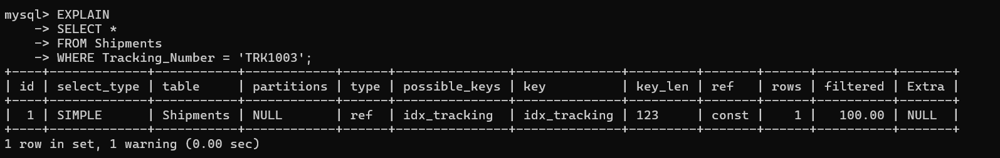 mysql> EXPLAIN
    -> SELECT *
    -> FROM Shipments
    -> WHERE Tracking_Number = 'TRK1003';
+----+-------------+-----------+------------+------+---------------+--------------+---------+-------+------+----------+-------+
| id | select_type | table     | partitions | type | possible_keys | key          | key_len | ref   | rows | filtered | Extra |
+----+-------------+-----------+------------+------+---------------+--------------+---------+-------+------+----------+-------+
|  1 | SIMPLE      | Shipments | NULL       | ref  | idx_tracking  | idx_tracking | 123     | const |    1 |   100.00 | NULL  |
+----+-------------+-----------+------------+------+---------------+--------------+---------+-------+------+----------+-------+
1 row in set, 1 warning (0.00 sec)